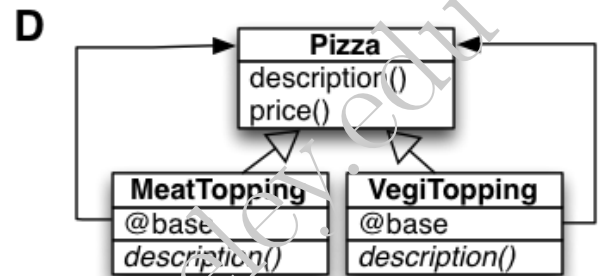 D
Pizza
description()
price()
MeatTopping
@base
description()
VegiTopping
@base
description()